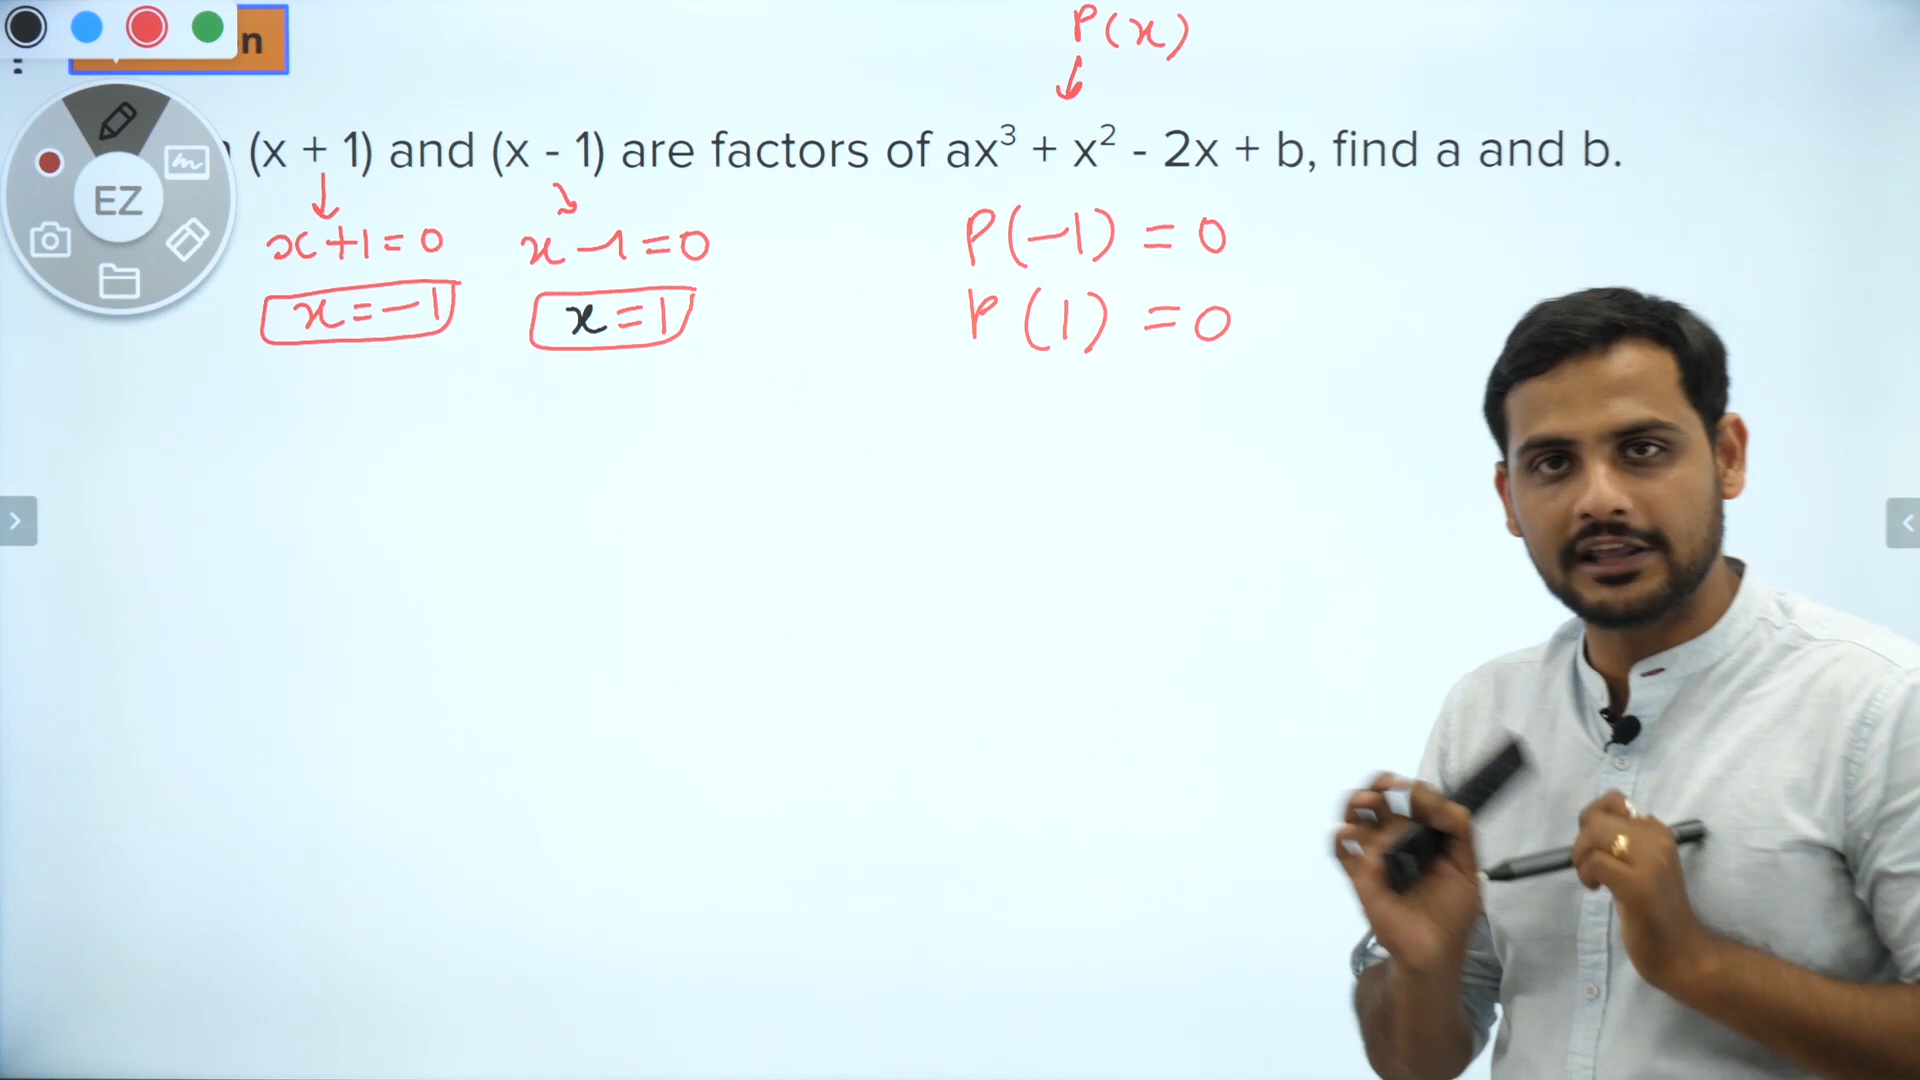 n
P(x)
(x + 1) and (x - 1) are factors of ax³ + x² - 2x + b, find a and b.
x+1=0 x-1=0 P(-1) = 0
x=-1 x=1 P(1) = 0
EZ